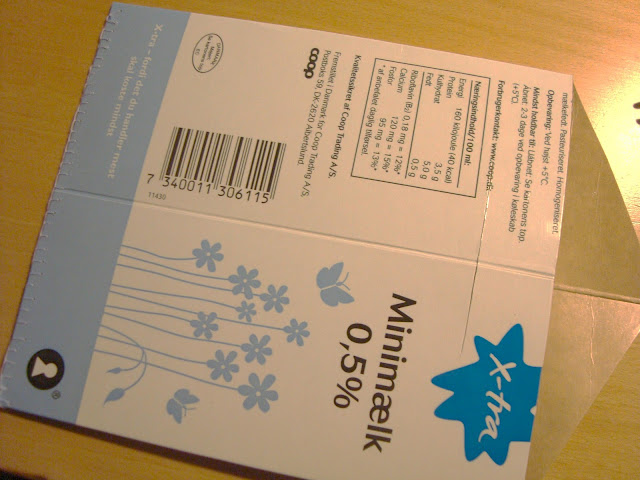 mælkefedt. Pasteuriseret. Homogeniseret.
Opbevaring: Ved højst +5°C.
Mindst holdbar til: Uåbnet: Se kartonens top.
Åbnet: 2-3 dage ved opbevaring i køleskab
(+5°C).
Forbrugerkontakt: www.coop.dk
Næringsindhold/100 ml:
Energi 160 kilojoule (40 kcal)
Protein 3,5 g
Kulhydrat 5,0 g
Fedt 0,5 g
Riboflavin (B2) 0,18 mg = 12%*
Calcium 120 mg = 15%*
Fosfor 95 mg = 13%*
* af anbefalet daglig tilførsel.
Kvalitetssikret af Coop Trading A/S.
Fremstillet i Danmark for Coop Trading A/S,
Postboks 59, DK-2620 Albertslund.
coop
7 340011 306115
11430
X-tra - fordi det du handler mest
skal koste mindst
X-tra
Minimælk
0,5%
®